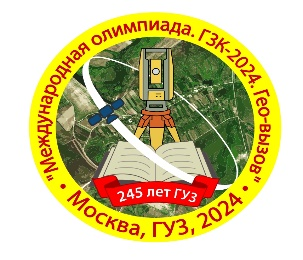 "Международная олимпиада. ГЗК-2024. Гео-вызов"
245 лет ГУЗ
• Москва, ГУЗ, 2024 •